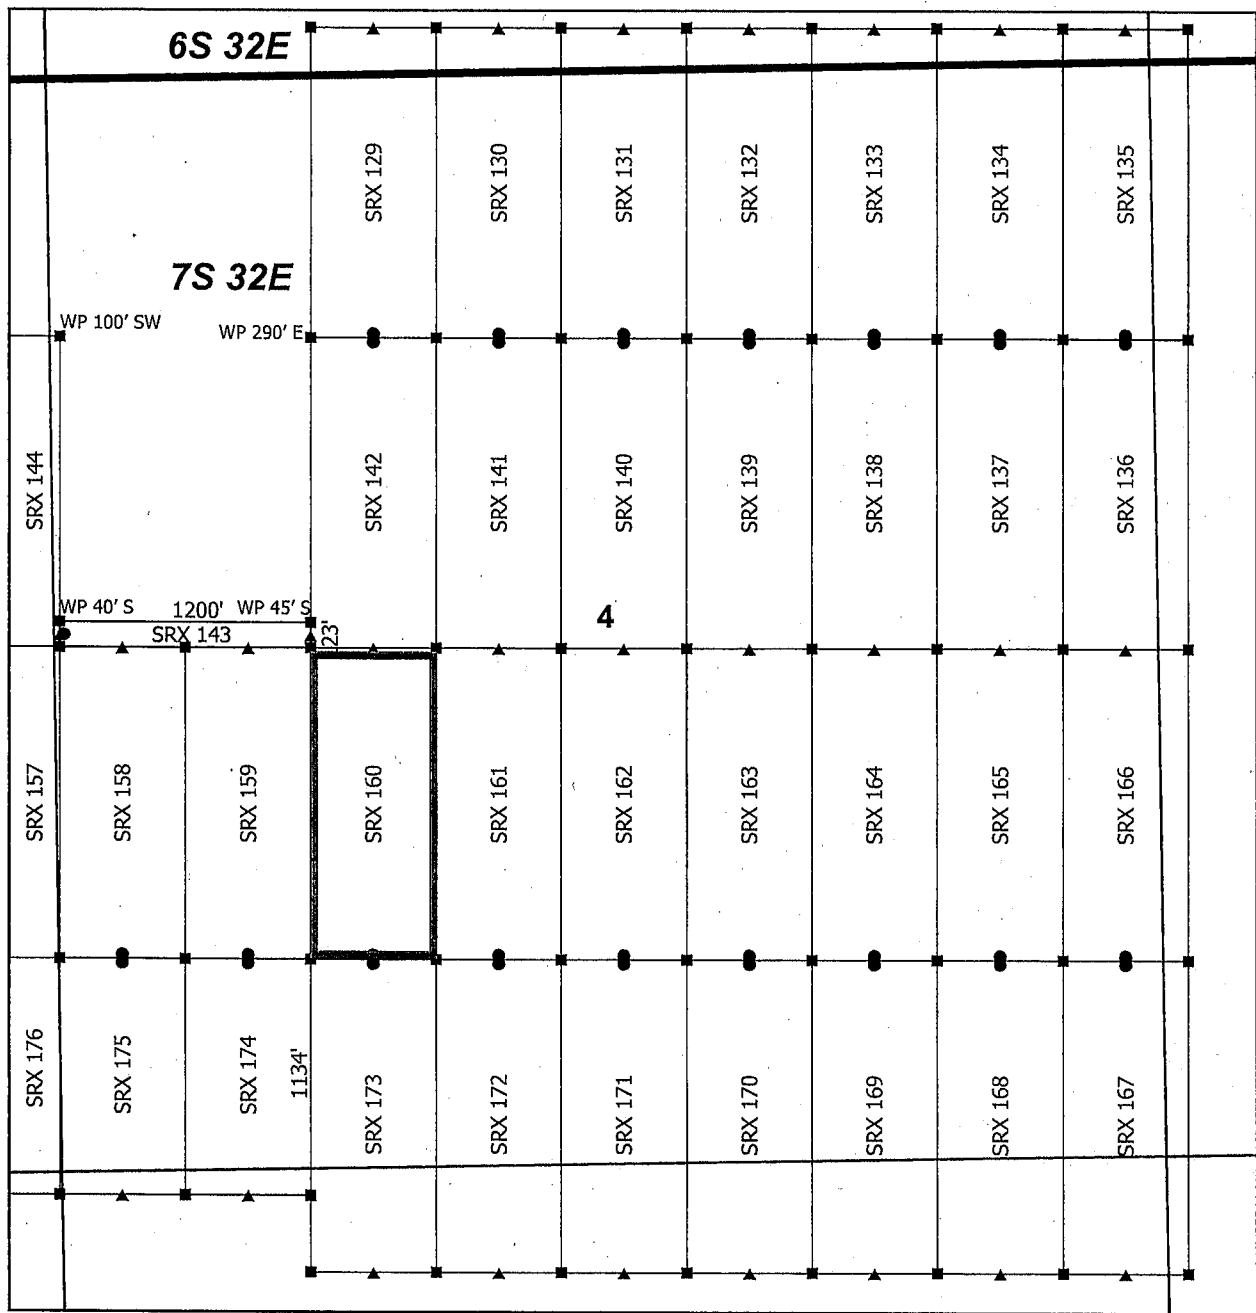 6S 32E
SRX 129
SRX 130
SRX 131
SRX 132
SRX 133
SRX 134
SRX 135
7S 32E
WP 100' SW
WP 290' E
SRX 144
SRX 142
SRX 141
SRX 140
SRX 139
SRX 138
SRX 137
SRX 136
WP 40' S
1200'
WP 45' S
4
SRX 143
23'
SRX 157
SRX 158
SRX 159
SRX 160
SRX 161
SRX 162
SRX 163
SRX 164
SRX 165
SRX 166
SRX 176
SRX 175
SRX 174
1134'
SRX 173
SRX 172
SRX 171
SRX 170
SRX 169
SRX 168
SRX 167